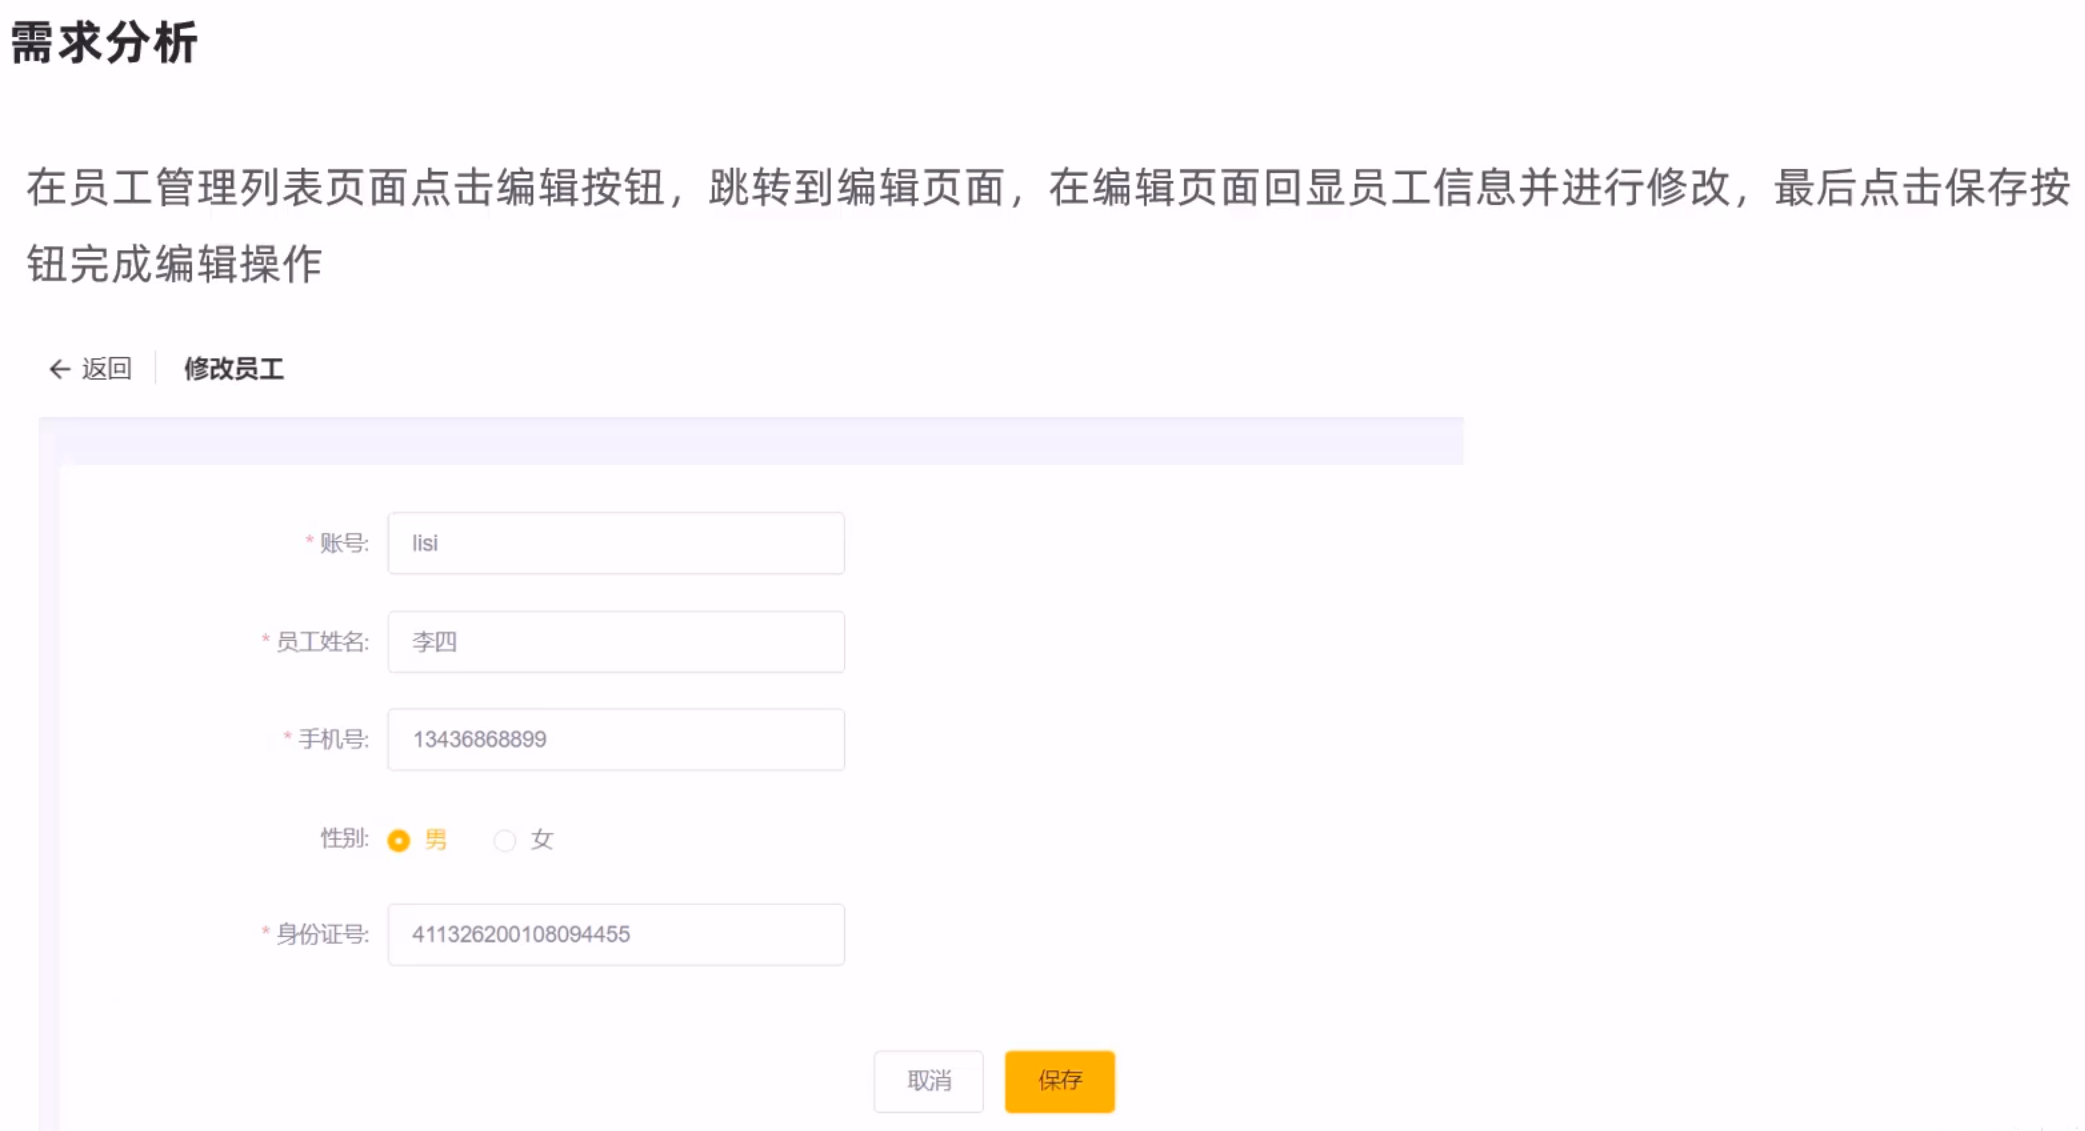 需求分析
在员工管理列表页面点击编辑按钮，跳转到编辑页面，在编辑页面回显员工信息并进行修改，最后点击保存按
钮完成编辑操作
← 返回 修改员工
* 账号: lisi
* 员工姓名: 李四
* 手机号: 13436868899
性别: 男 女
* 身份证号: 411326200108094455
取消 保存